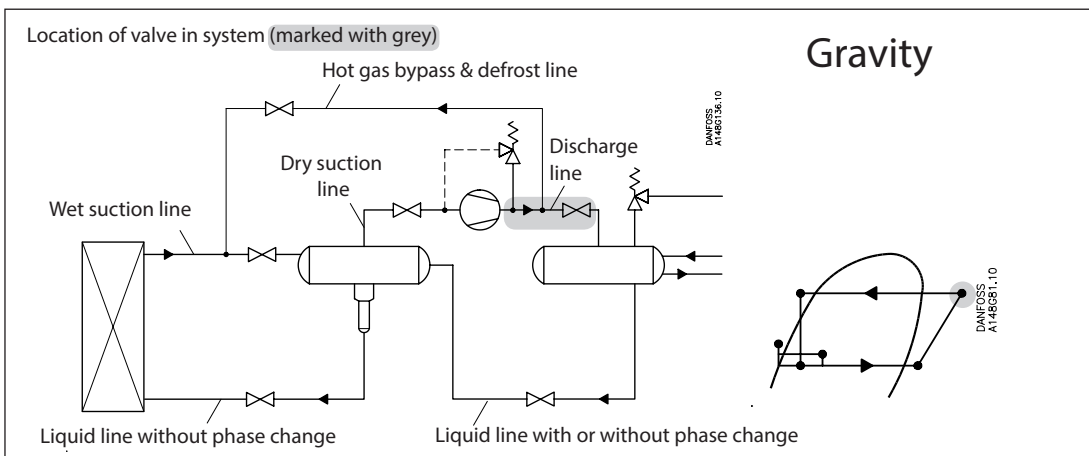 Location of valve in system (marked with grey)
Gravity
Hot gas bypass & defrost line
DANFOSS
A148G136.10
Discharge
line
Dry suction
line
Wet suction line
DANFOSS
A148G81.10
Liquid line without phase change
Liquid line with or without phase change